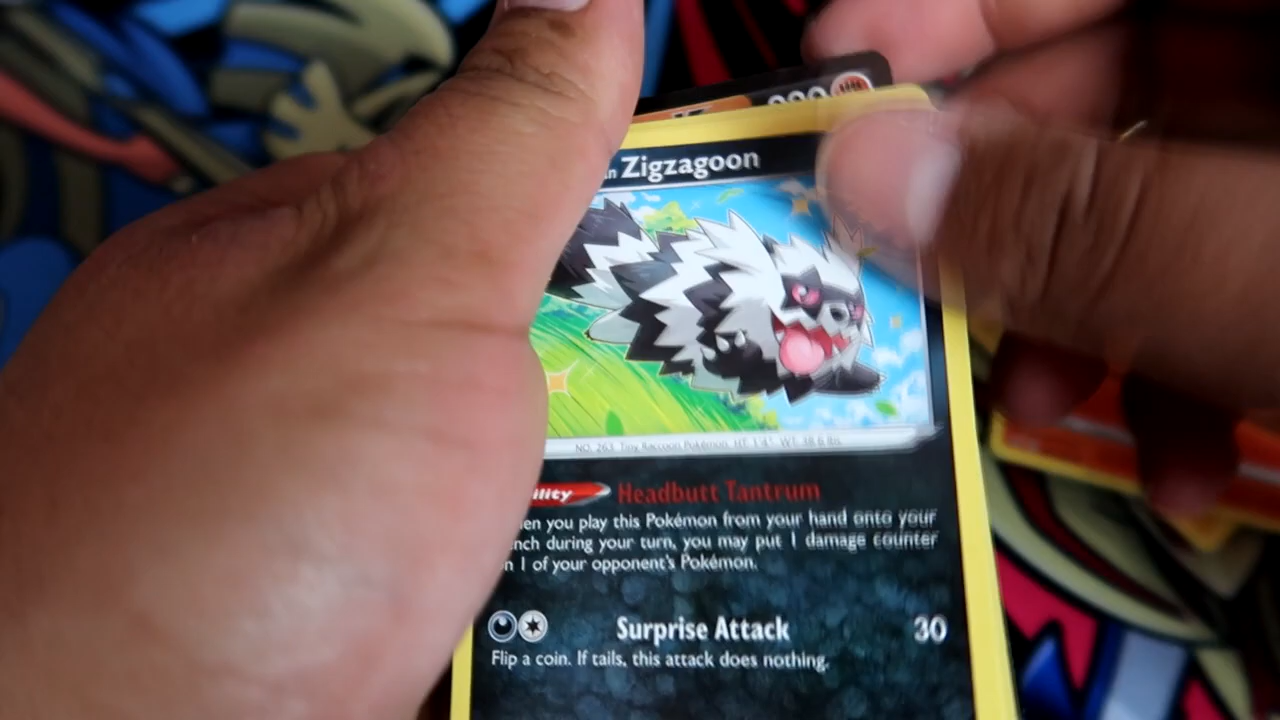 n Zigzagoon
NO. 263 Tiny Raccoon Pokémon HT: 1'4" WT: 38.6 lbs.
ility Headbutt Tantrum
en you play this Pokémon from your hand onto your
nch during your turn, you may put 1 damage counter
n 1 of your opponent's Pokémon.
Surprise Attack 30
Flip a coin. If tails, this attack does nothing.